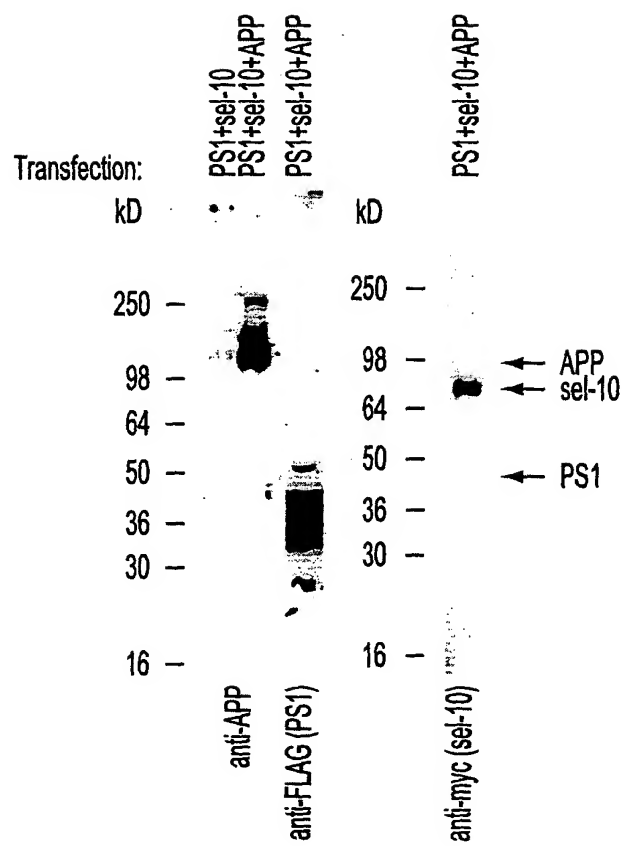 PS1+sel-10
PS1+sel-10+APP
PS1+sel-10+APP
PS1+sel-10+APP
Transfection:
kD
kD
250
98
64
50
36
30
16
250
98
64
50
36
30
16
APP
sel-10
PS1
anti-APP
anti-FLAG (PS1)
anti-myc (sel-10)